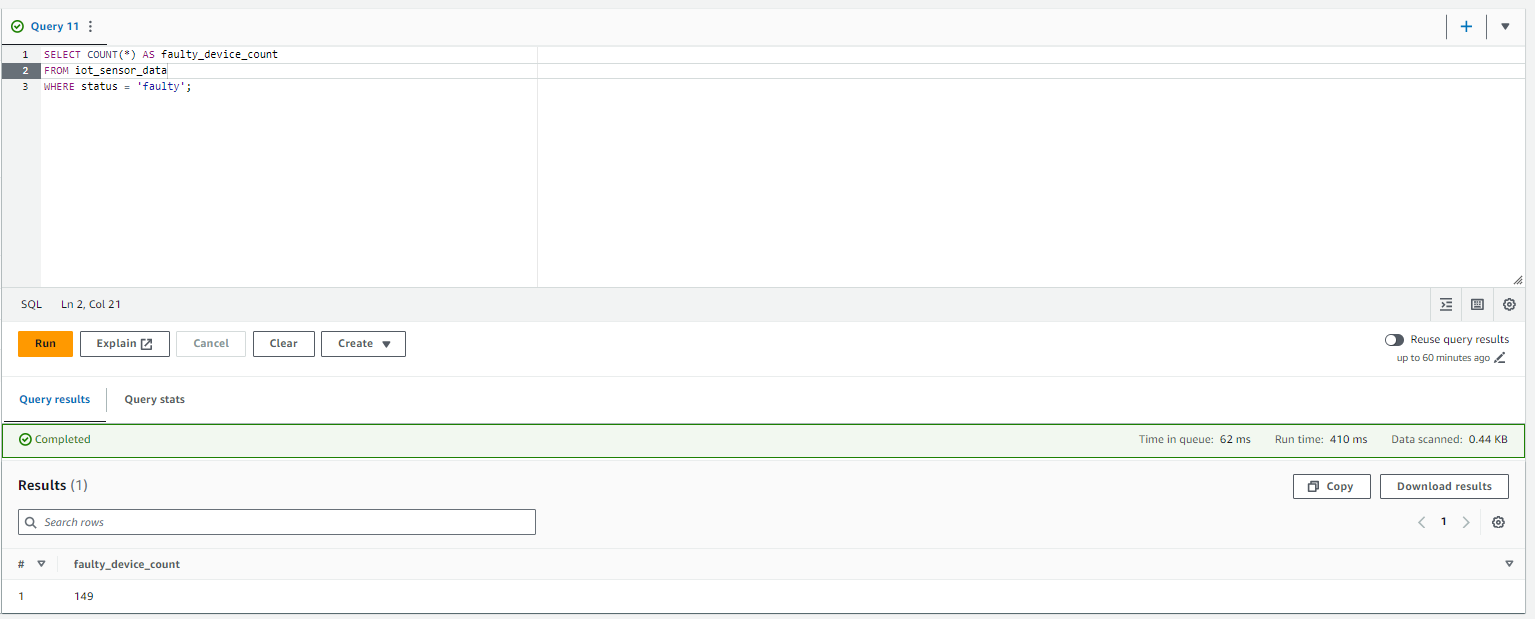 Query 11
1 SELECT COUNT(*) AS faulty_device_count
2 FROM iot_sensor_data
3 WHERE status = 'faulty';
SQL Ln 2, Col 21
Run Explain Cancel Clear Create Reuse query results
up to 60 minutes ago
Query results Query stats
Completed Time in queue: 62 ms Run time: 410 ms Data scanned: 0.44 KB
Results (1) Copy Download results
Search rows 1
# faulty_device_count
1 149